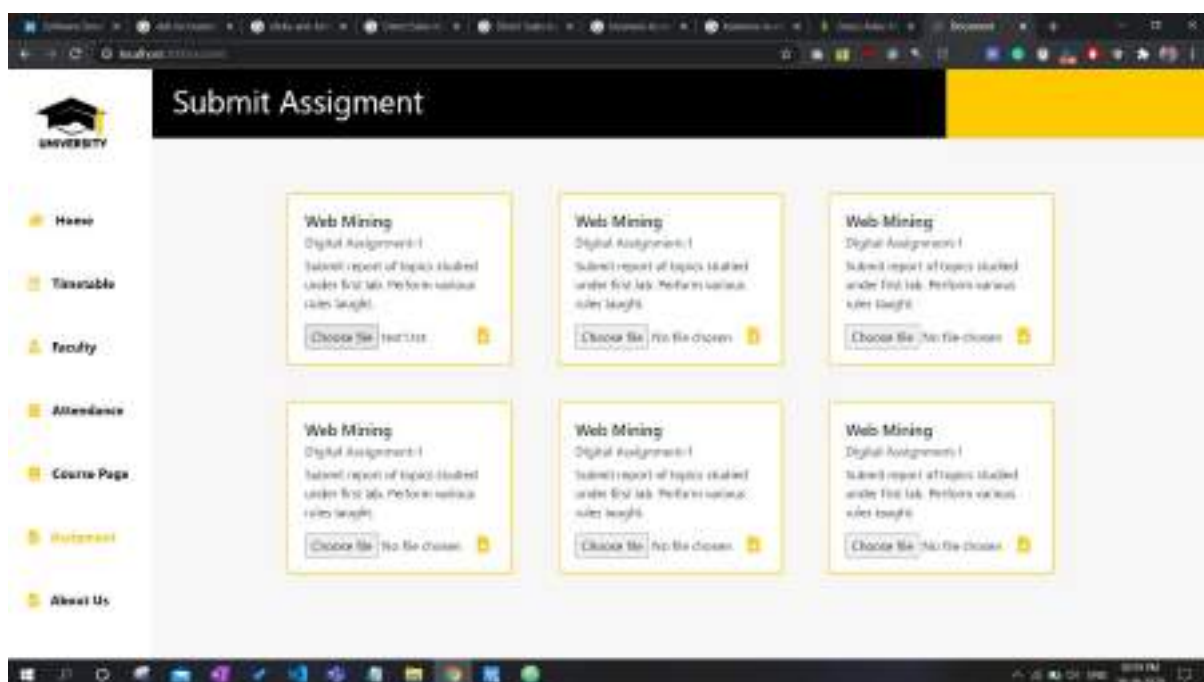 Document
localhost
Submit Assigment
UNIVERSITY
Home
Timetable
Faculty
Attendance
Course Page
About Us
Web Mining
Digital Assignment-1
Submit report of topics studied
under first lab. Perform various
rules taught.
Choose file
Web Mining
Digital Assignment-1
Submit report of topics studied
under first lab. Perform various
rules taught.
Choose file No file chosen
Web Mining
Digital Assignment-1
Submit report of topics studied
under first lab. Perform various
rules taught.
Choose file No file chosen
Web Mining
Digital Assignment-1
Submit report of topics studied
under first lab. Perform various
rules taught.
Choose file No file chosen
Web Mining
Digital Assignment-1
Submit report of topics studied
under first lab. Perform various
rules taught.
Choose file No file chosen
Web Mining
Digital Assignment-1
Submit report of topics studied
under first lab. Perform various
rules taught.
Choose file No file chosen
ENG